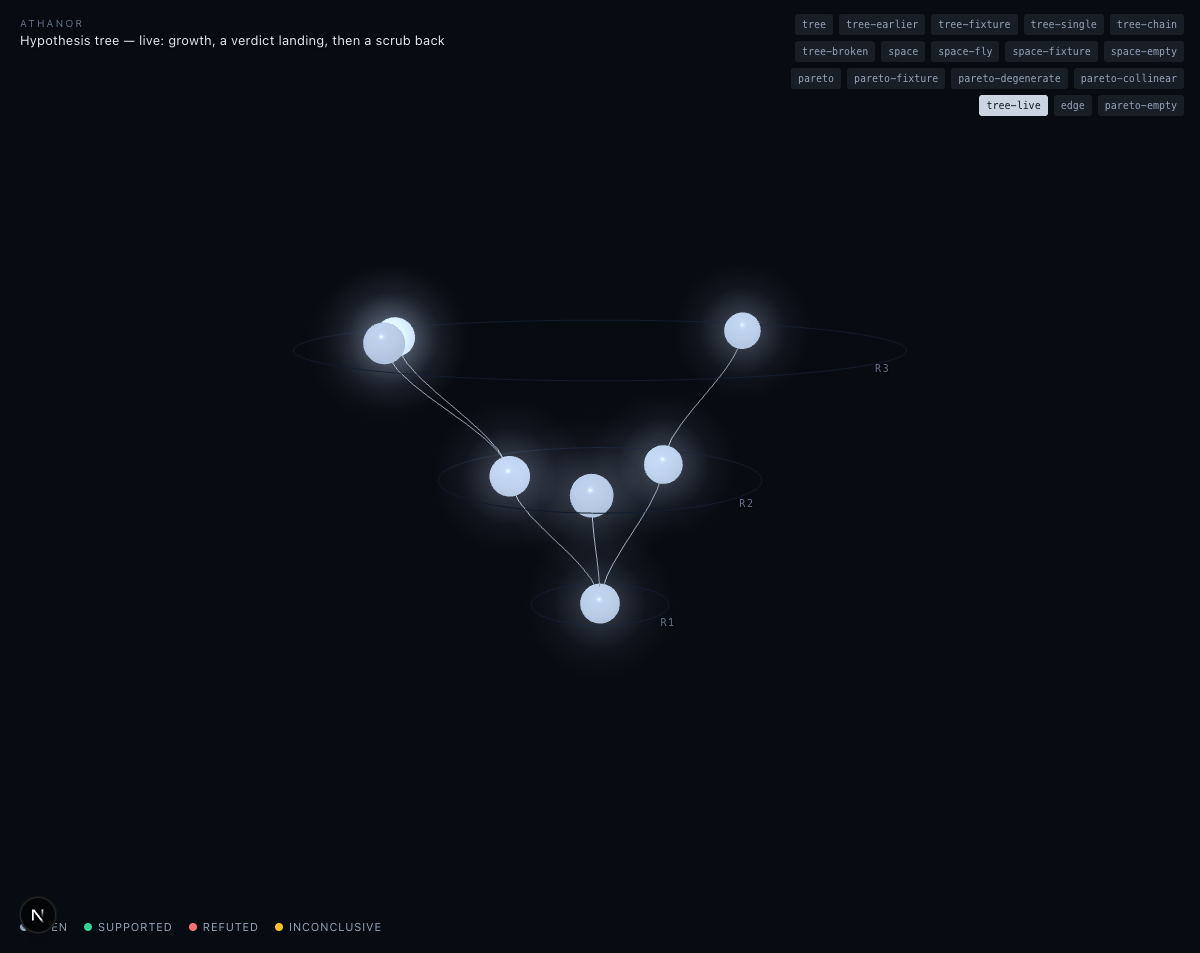 ATHANOR
Hypothesis tree — live: growth, a verdict landing, then a scrub back
tree tree-earlier tree-fixture tree-single tree-chain
tree-broken space space-fly space-fixture space-empty
pareto pareto-fixture pareto-degenerate pareto-collinear
tree-live edge pareto-empty
R3
R2
R1
N
EN SUPPORTED REFUTED INCONCLUSIVE